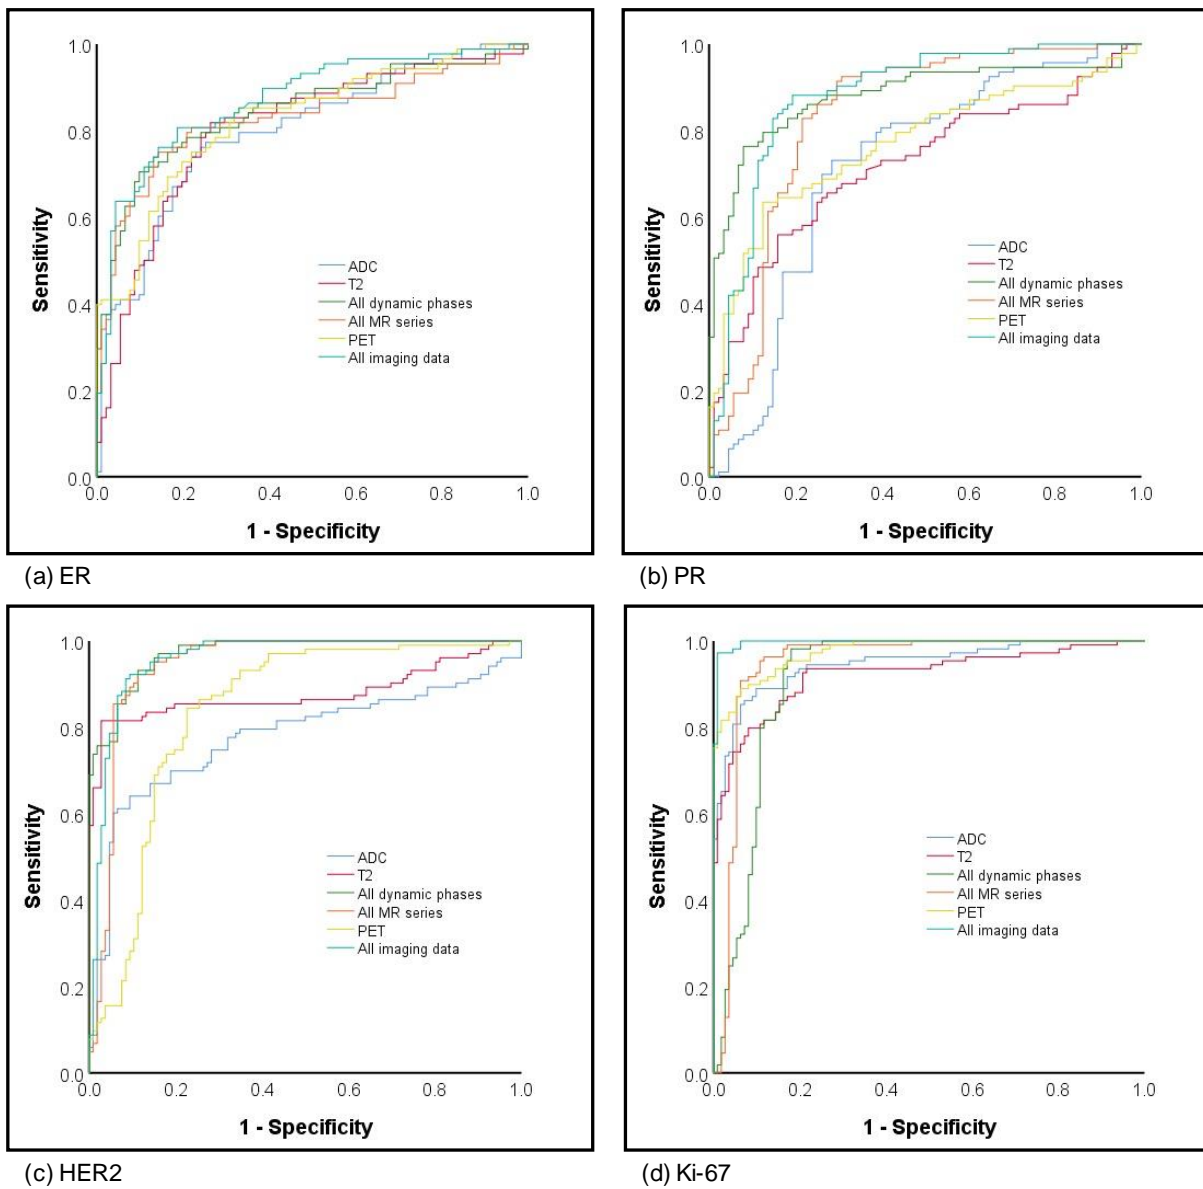 1.0
0.8
0.6
0.4
0.2
0.0
Sensitivity
ADC
T2
All dynamic phases
All MR series
PET
All imaging data
0.0 0.2 0.4 0.6 0.8 1.0
1 - Specificity
(a) ER
1.0
0.8
0.6
0.4
0.2
0.0
Sensitivity
ADC
T2
All dynamic phases
All MR series
PET
All imaging data
0.0 0.2 0.4 0.6 0.8 1.0
1 - Specificity
(b) PR
1.0
0.8
0.6
0.4
0.2
0.0
Sensitivity
ADC
T2
All dynamic phases
All MR series
PET
All imaging data
0.0 0.2 0.4 0.6 0.8 1.0
1 - Specificity
(c) HER2
1.0
0.8
0.6
0.4
0.2
0.0
Sensitivity
ADC
T2
All dynamic phases
All MR series
PET
All imaging data
0.0 0.2 0.4 0.6 0.8 1.0
1 - Specificity
(d) Ki-67